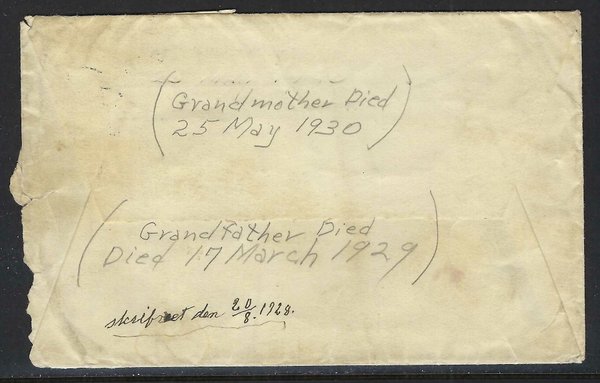 (Grandmother Died
25 May 1930)
(Grandfather Died
Died 17 March 1929)
skrifvet den 20/8. 1928.